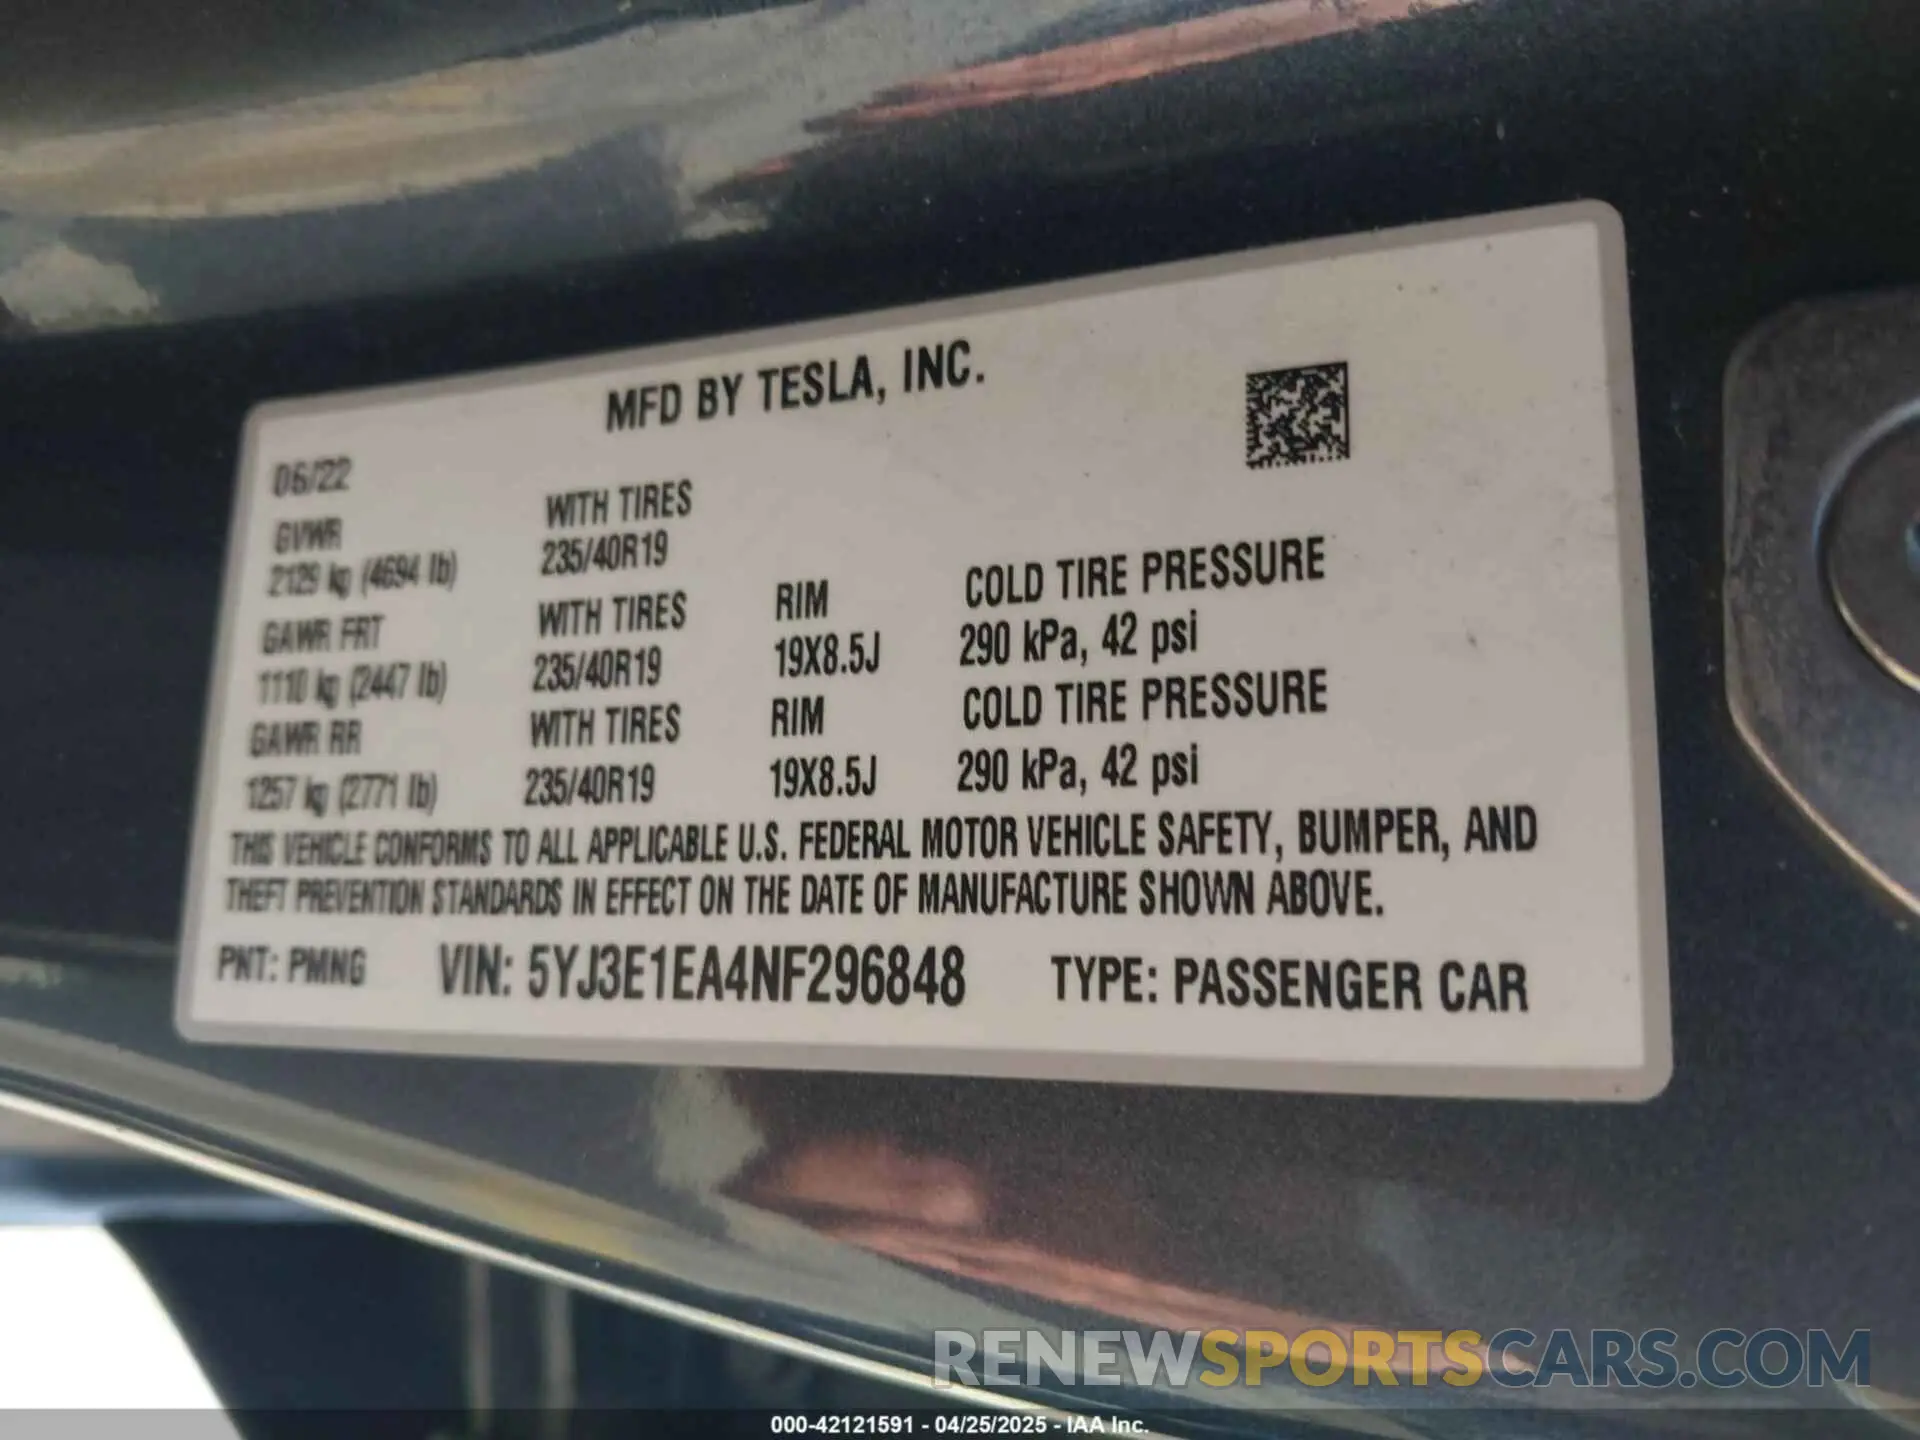 MFD BY TESLA, INC.
06/22
GVWR
2129 kg (4694 lb)
WITH TIRES
235/40R19
GAWR FRT
1110 kg (2447 lb)
WITH TIRES
235/40R19
RIM
19X8.5J
COLD TIRE PRESSURE
290 kPa, 42 psi
GAWR RR
1257 kg (2771 lb)
WITH TIRES
235/40R19
RIM
19X8.5J
COLD TIRE PRESSURE
290 kPa, 42 psi
THIS VEHICLE CONFORMS TO ALL APPLICABLE U.S. FEDERAL MOTOR VEHICLE SAFETY, BUMPER, AND
THEFT PREVENTION STANDARDS IN EFFECT ON THE DATE OF MANUFACTURE SHOWN ABOVE.
PNT: PMNG VIN: 5YJ3E1EA4NF296848 TYPE: PASSENGER CAR
RENEWSPORTSCARS.COM
000-42121591 - 04/25/2025 - IAA Inc.